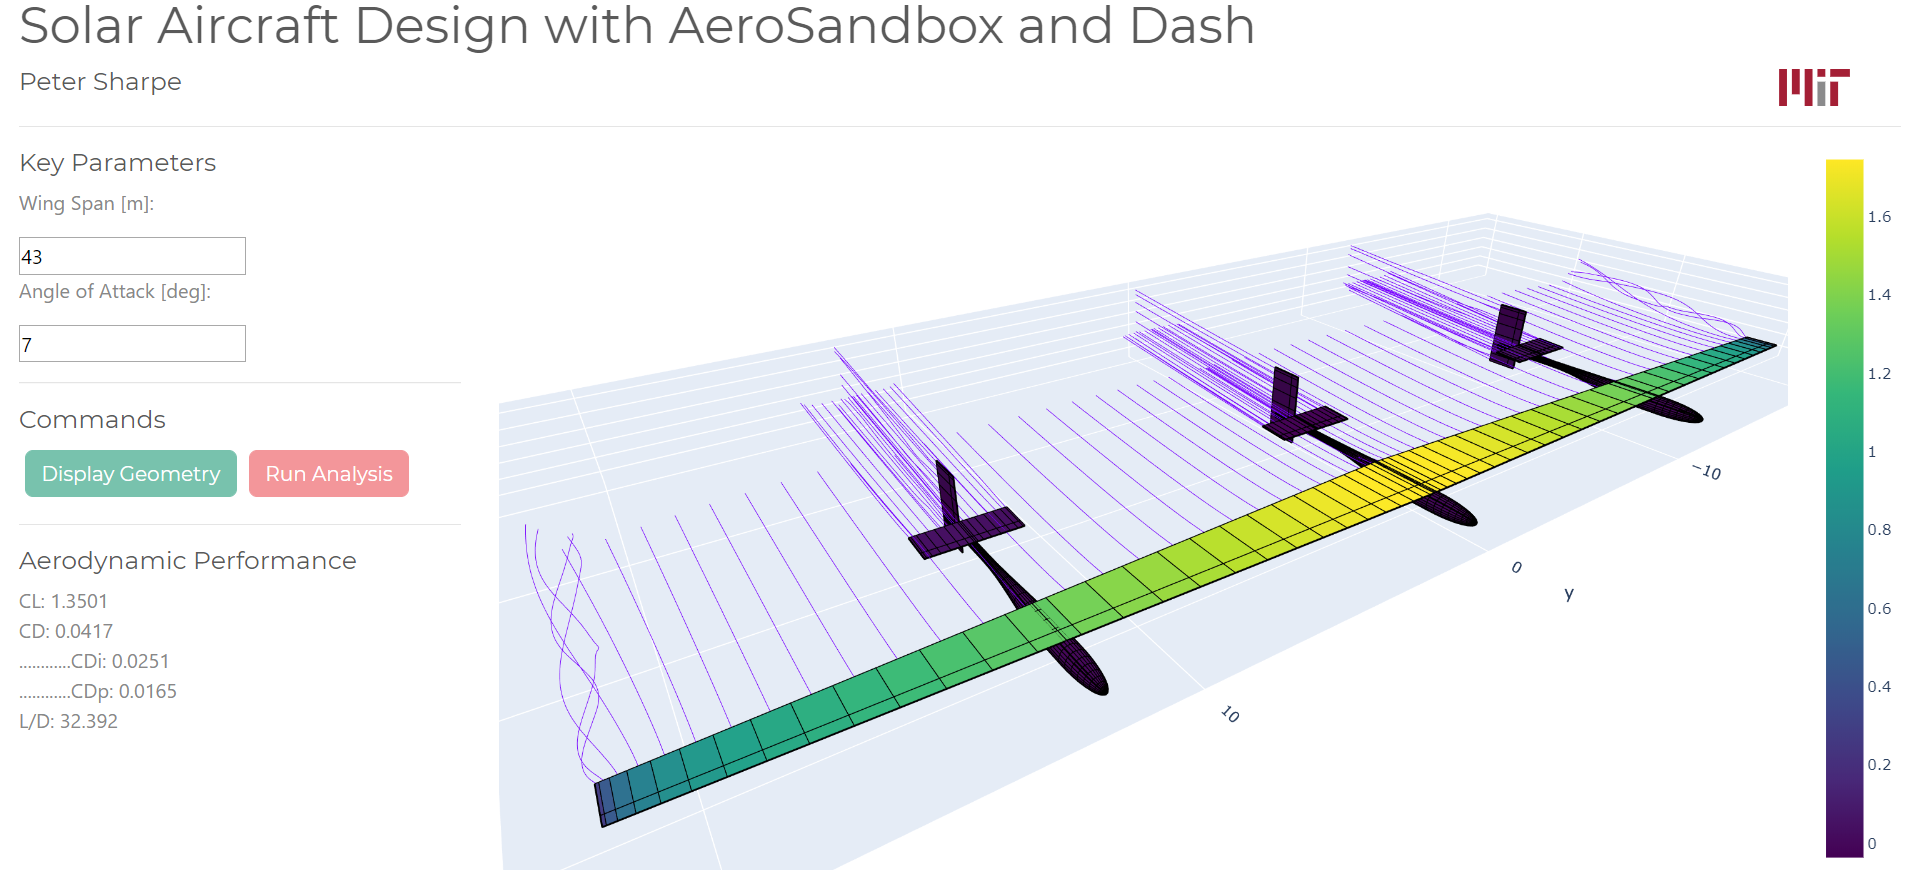 Solar Aircraft Design with AeroSandbox and Dash
Peter Sharpe
MIT
Key Parameters
Wing Span [m]:
43
Angle of Attack [deg]:
7
Commands
Display Geometry
Run Analysis
Aerodynamic Performance
CL: 1.3501
CD: 0.0417
............CDi: 0.0251
............CDp: 0.0165
L/D: 32.392
−10
0
y
10
1.6
1.4
1.2
1
0.8
0.6
0.4
0.2
0